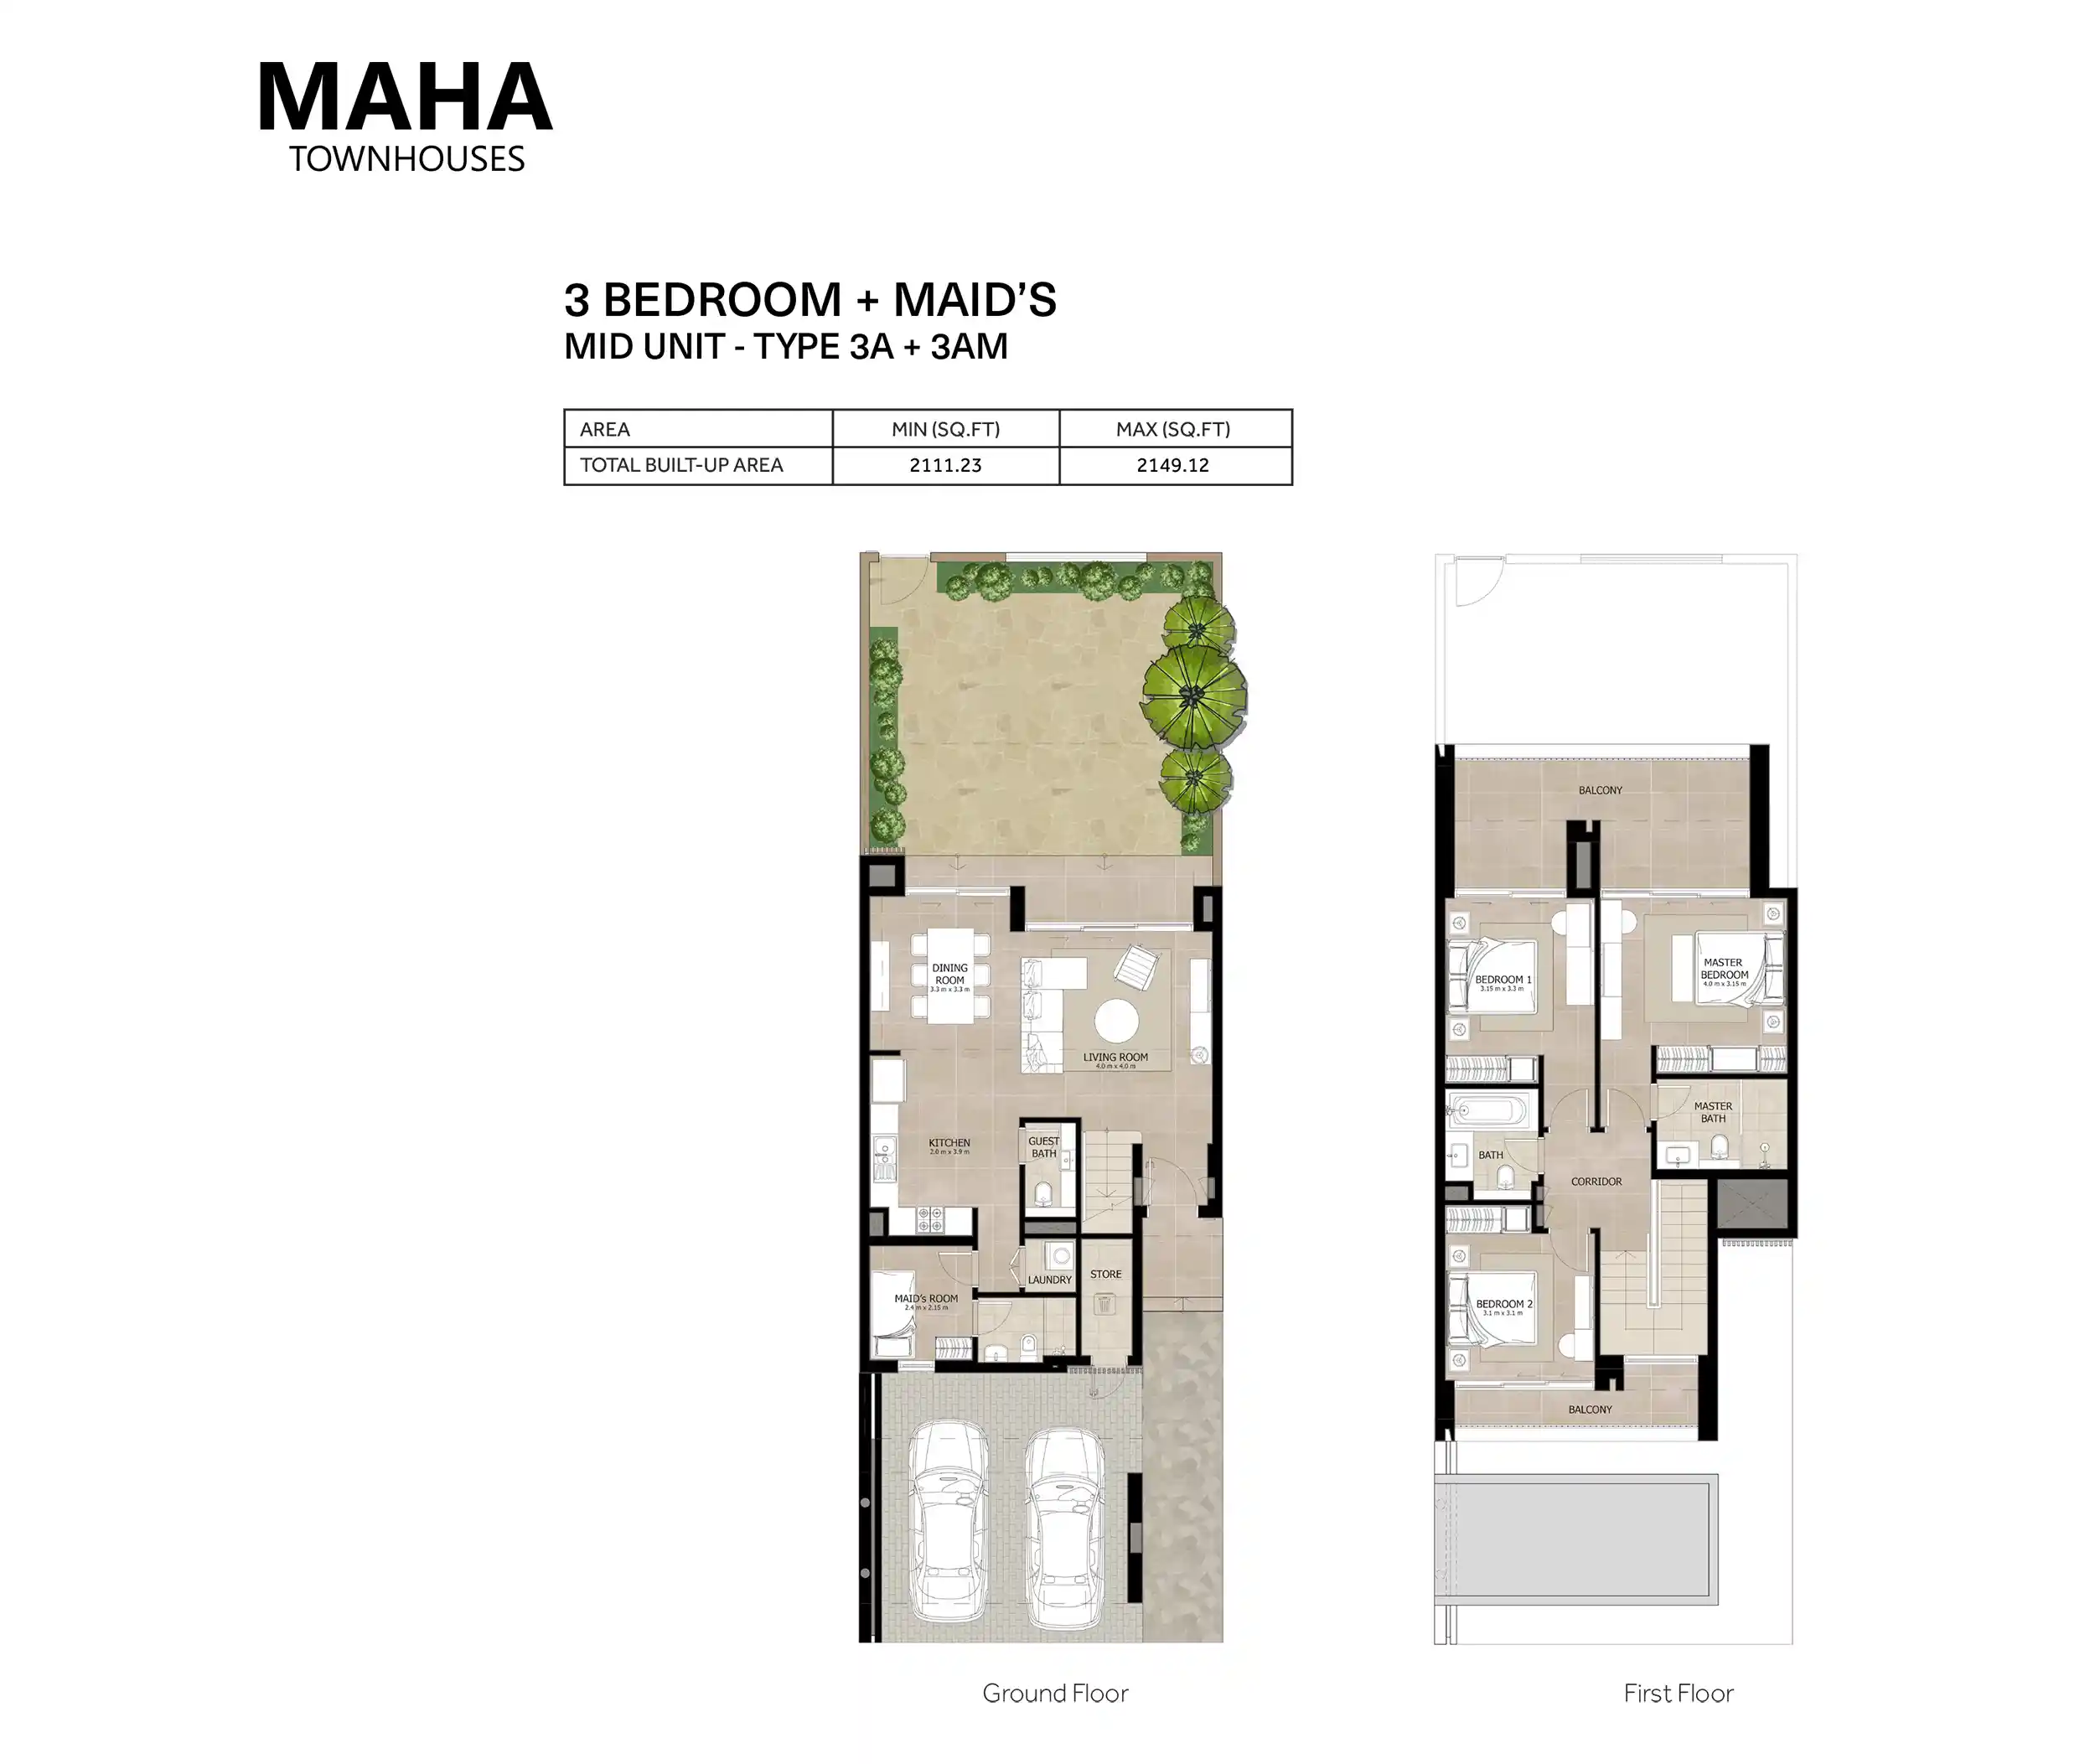 MAHA
TOWNHOUSES
3 BEDROOM + MAID’S
MID UNIT - TYPE 3A + 3AM
AREA MIN (SQ.FT) MAX (SQ.FT)
TOTAL BUILT-UP AREA 2111.23 2149.12
DINING
ROOM
3.3 m x 3.3 m
LIVING ROOM
4.0 m x 4.0 m
KITCHEN
2.0 m x 3.9 m
GUEST
BATH
LAUNDRY
STORE
MAID's ROOM
2.4 m x 2.15 m
Ground Floor
BALCONY
BEDROOM 1
3.15 m x 3.3 m
MASTER
BEDROOM
4.0 m x 3.15 m
MASTER
BATH
BATH
CORRIDOR
BEDROOM 2
3.1 m x 3.1 m
BALCONY
First Floor